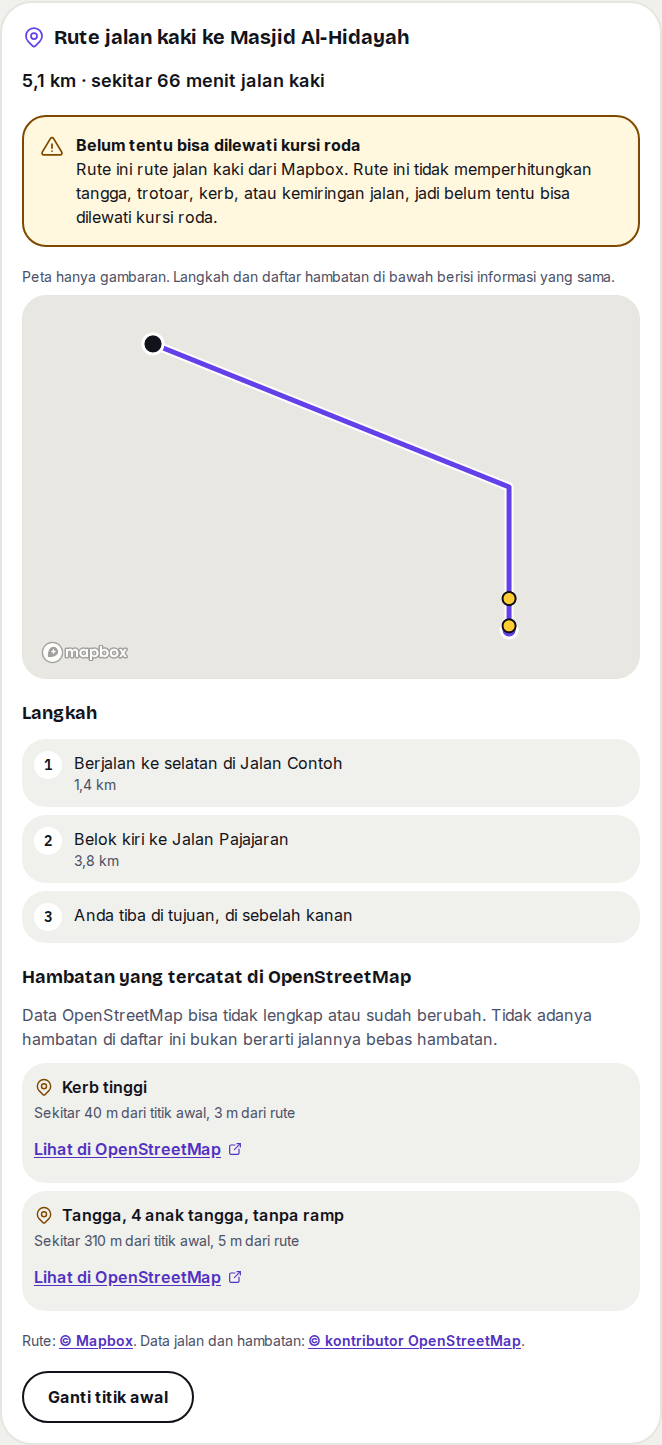 Rute jalan kaki ke Masjid Al-Hidayah
5,1 km · sekitar 66 menit jalan kaki
Belum tentu bisa dilewati kursi roda
Rute ini rute jalan kaki dari Mapbox. Rute ini tidak memperhitungkan
tangga, trotoar, kerb, atau kemiringan jalan, jadi belum tentu bisa
dilewati kursi roda.
Peta hanya gambaran. Langkah dan daftar hambatan di bawah berisi informasi yang sama.
mapbox
Langkah
1 Berjalan ke selatan di Jalan Contoh
1,4 km
2 Belok kiri ke Jalan Pajajaran
3,8 km
3 Anda tiba di tujuan, di sebelah kanan
Hambatan yang tercatat di OpenStreetMap
Data OpenStreetMap bisa tidak lengkap atau sudah berubah. Tidak adanya
hambatan di daftar ini bukan berarti jalannya bebas hambatan.
Kerb tinggi
Sekitar 40 m dari titik awal, 3 m dari rute
Lihat di OpenStreetMap
Tangga, 4 anak tangga, tanpa ramp
Sekitar 310 m dari titik awal, 5 m dari rute
Lihat di OpenStreetMap
Rute: © Mapbox. Data jalan dan hambatan: © kontributor OpenStreetMap.
Ganti titik awal